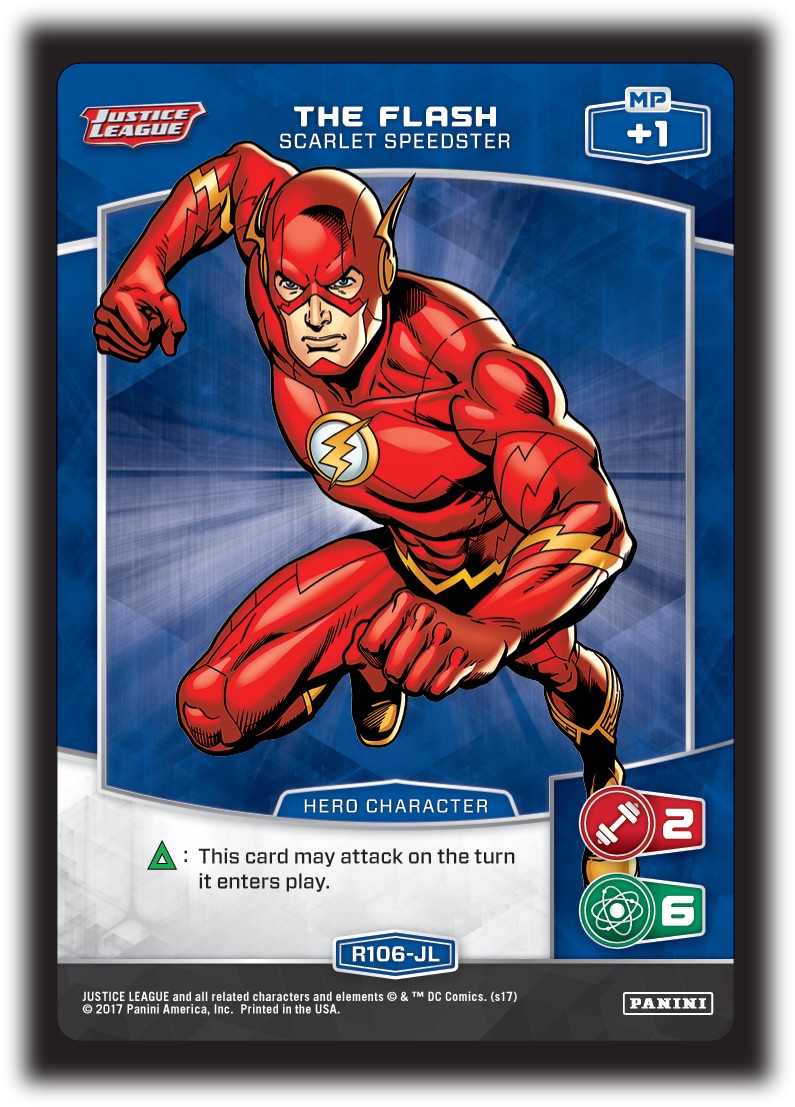 JUSTICE
LEAGUE
THE FLASH
SCARLET SPEEDSTER
MP
+1
HERO CHARACTER
: This card may attack on the turn
it enters play.
2
6
R106-JL
JUSTICE LEAGUE and all related characters and elements © & ™ DC Comics. (s17)
© 2017 Panini America, Inc. Printed in the USA.
PANINI